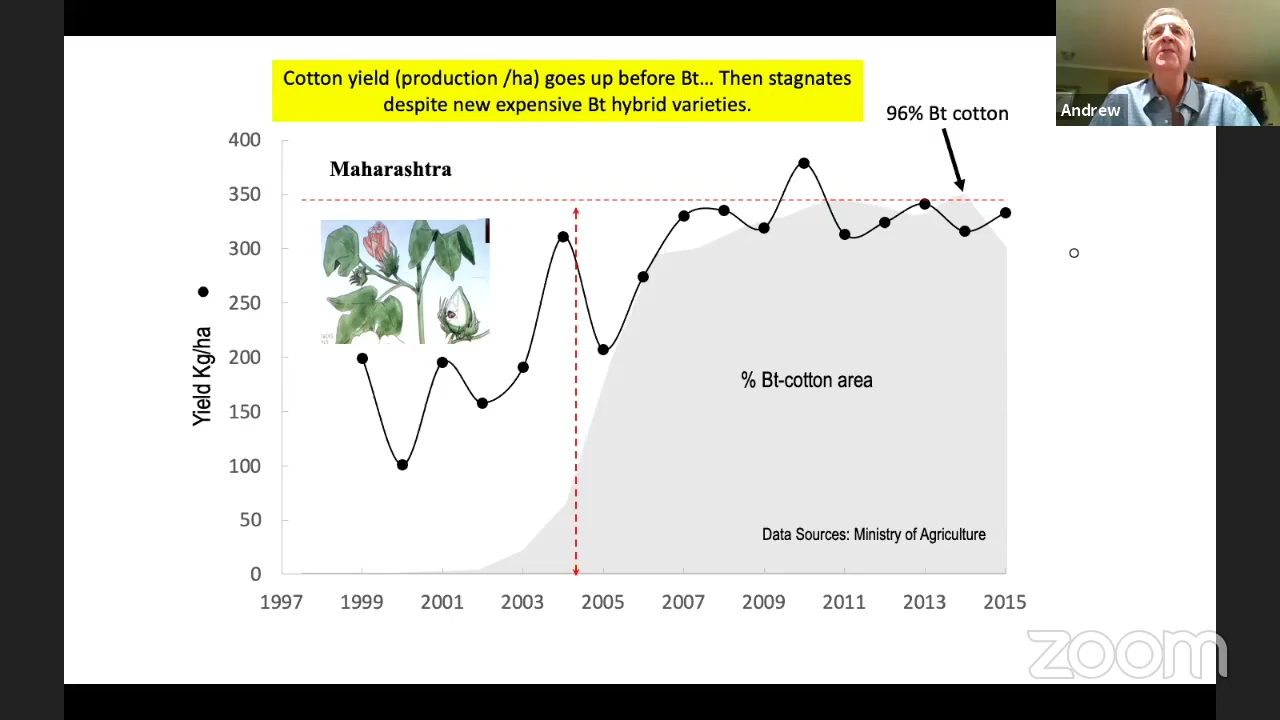 Cotton yield (production /ha) goes up before Bt... Then stagnates
despite new expensive Bt hybrid varieties.
Andrew
96% Bt cotton
Maharashtra
400
350
300
250
200
150
100
50
0
Yield Kg/ha
% Bt-cotton area
Data Sources: Ministry of Agriculture
1997 1999 2001 2003 2005 2007 2009 2011 2013 2015
zoom